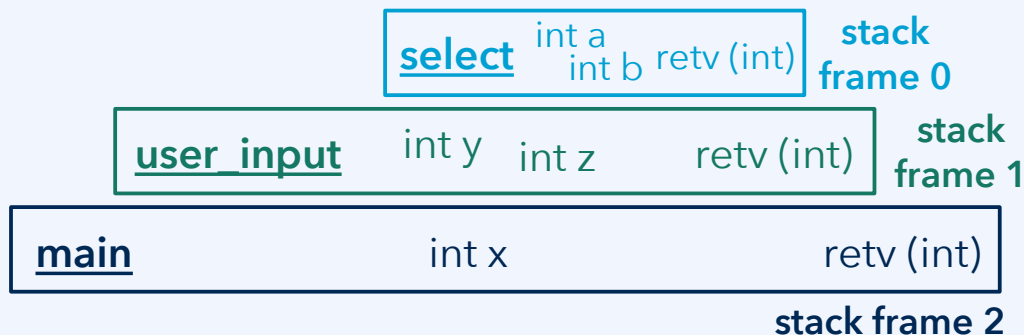 select int a int b retv (int)
stack frame 0
user_input int y int z retv (int)
stack frame 1
main int x retv (int)
stack frame 2